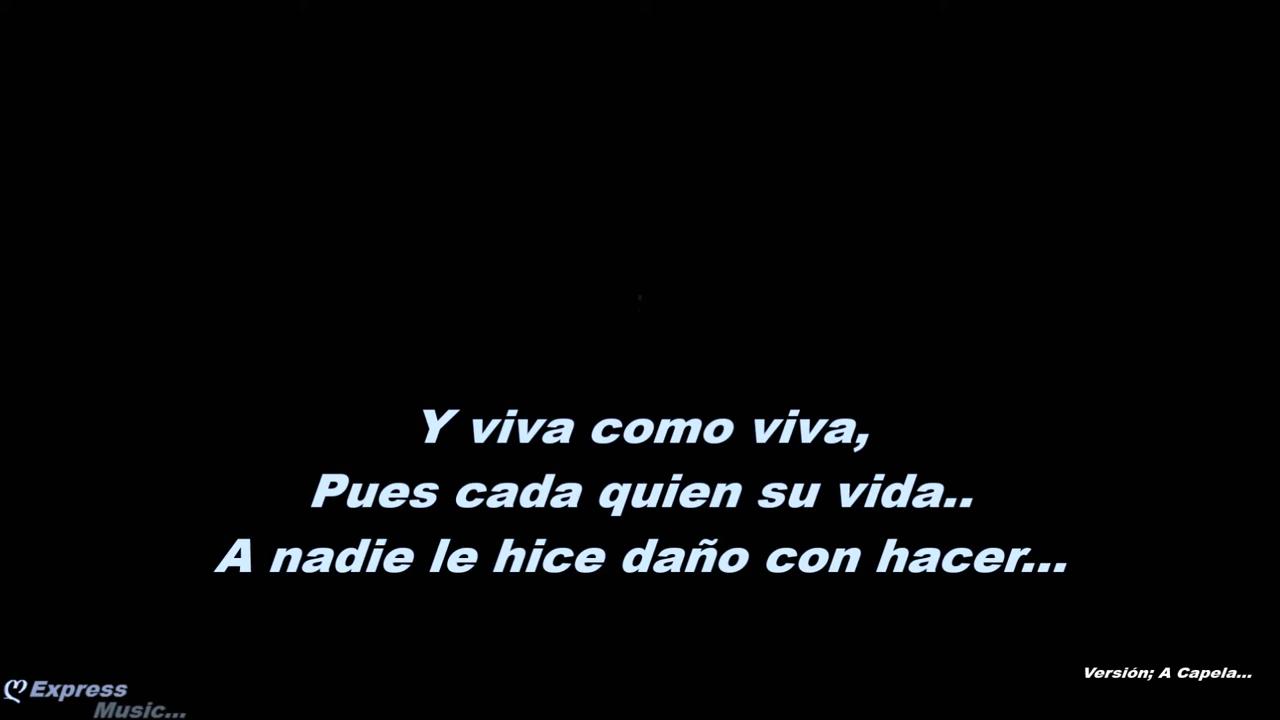 Y viva como viva,
Pues cada quien su vida..
A nadie le hice daño con hacer...
Versión; A Capela...
ღ Express
Music...